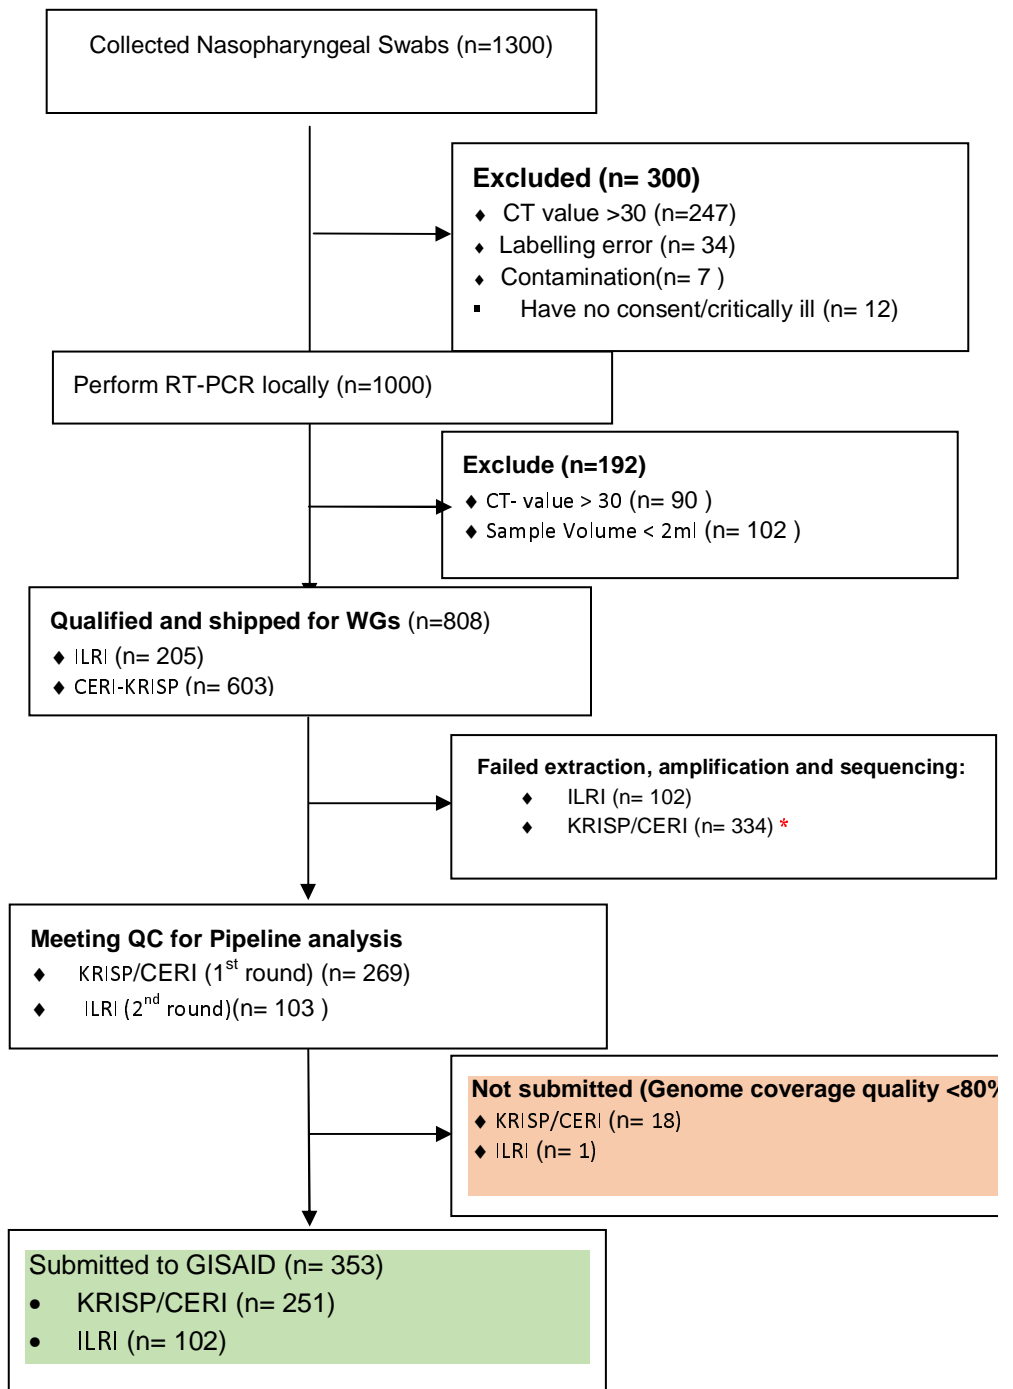 Collected Nasopharyngeal Swabs (n=1300)
Excluded (n= 300)
⬧ CT value >30 (n=247)
⬧ Labelling error (n= 34)
⬧ Contamination(n= 7 )
▪ Have no consent/critically ill (n= 12)
Perform RT-PCR locally (n=1000)
Exclude (n=192)
⬧ CT- value > 30 (n= 90 )
⬧ Sample Volume < 2ml (n= 102 )
Qualified and shipped for WGs (n=808)
⬧ ILRI (n= 205)
⬧ CERI-KRISP (n= 603)
Failed extraction, amplification and sequencing:
⬧ ILRI (n= 102)
⬧ KRISP/CERI (n= 334) *
Meeting QC for Pipeline analysis
⬧ KRISP/CERI (1st round) (n= 269)
⬧ ILRI (2nd round)(n= 103 )
Not submitted (Genome coverage quality <80%
⬧ KRISP/CERI (n= 18)
⬧ ILRI (n= 1)
Submitted to GISAID (n= 353)
• KRISP/CERI (n= 251)
• ILRI (n= 102)